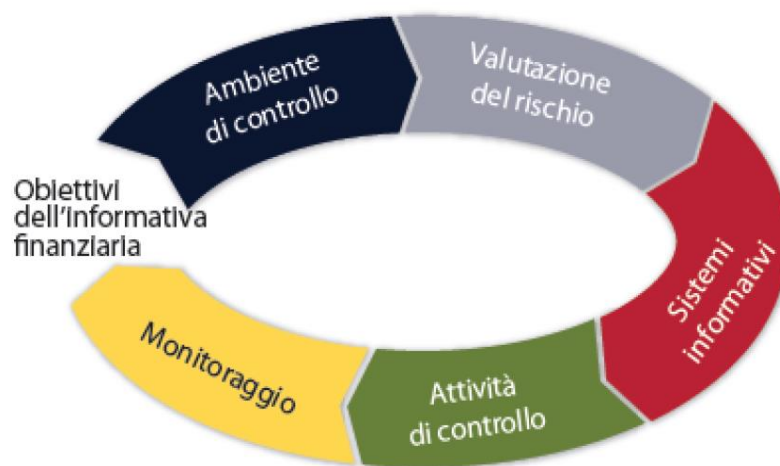 Ambiente
di controllo
Valutazione
del rischio
Obiettivi
dell'informativa
finanziaria
Sistemi
informativi
Attività
di controllo
Monitoraggio